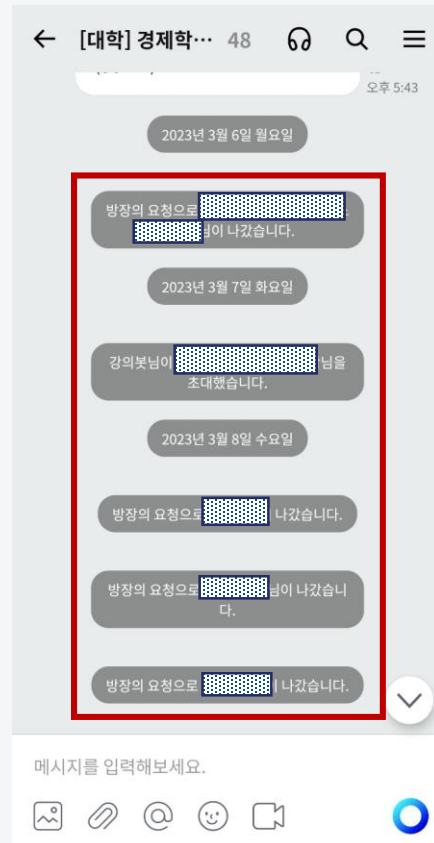 [대학] 경제학… 48
오후 5:43
2023년 3월 6일 월요일
방장의 요청으로
님이 나갔습니다.
2023년 3월 7일 화요일
강의봇님이 님을
초대했습니다.
2023년 3월 8일 수요일
방장의 요청으로 나갔습니다.
방장의 요청으로 님이 나갔습니
다.
방장의 요청으로 나갔습니다.
메시지를 입력해보세요.